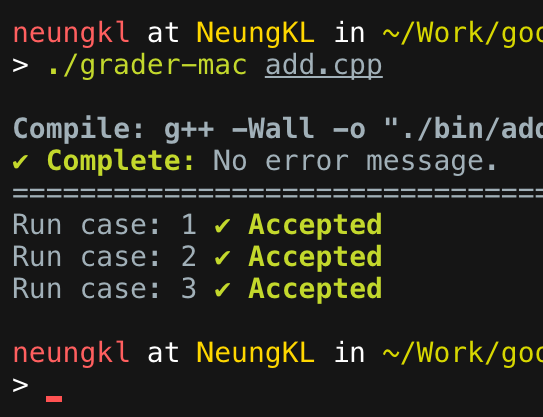 neungkl at NeungKL in ~/Work/goo
> ./grader-mac add.cpp
Compile: g++ -Wall -o "./bin/add
✔ Complete: No error message.
================================
Run case: 1 ✔ Accepted
Run case: 2 ✔ Accepted
Run case: 3 ✔ Accepted
neungkl at NeungKL in ~/Work/goo
>